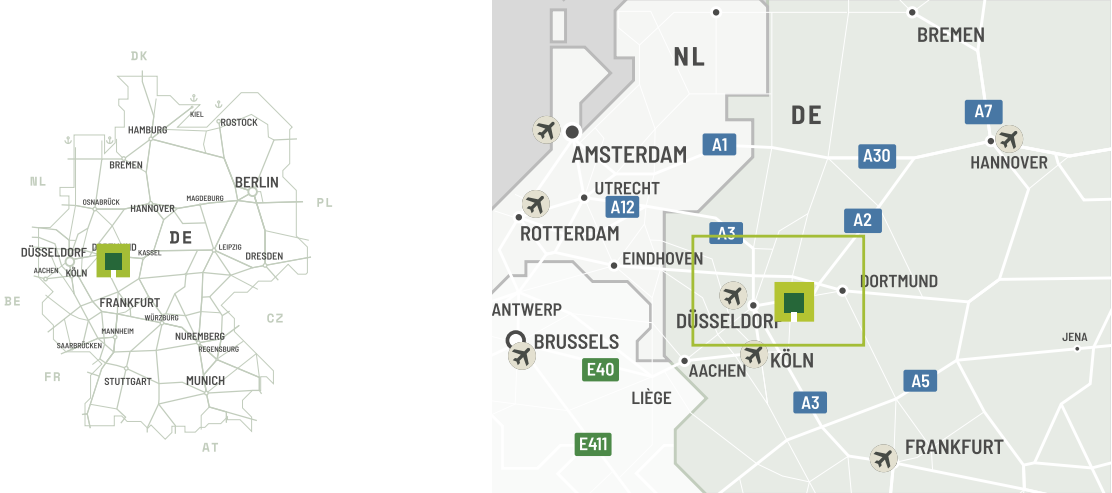 DK
KIEL
ROSTOCK
HAMBURG
BREMEN
NL
BERLIN
OSNABRÜCK
HANNOVER
MAGDEBURG
PL
DE
DÜSSELDORF
KASSEL
LEIPZIG
DRESDEN
AACHEN
KÖLN
BE
FRANKFURT
WÜRZBURG
CZ
MANNHEIM
SAARBRÜCKEN
NUREMBERG
REGENSBURG
FR
STUTTGART
MUNICH
AT
BREMEN
NL
DE
A7
AMSTERDAM
A1
A30
HANNOVER
UTRECHT
A12
A2
ROTTERDAM
A3
EINDHOVEN
DORTMUND
ANTWERP
DÜSSELDORF
BRUSSELS
JENA
E40
AACHEN
KÖLN
A5
LIÈGE
A3
E411
FRANKFURT